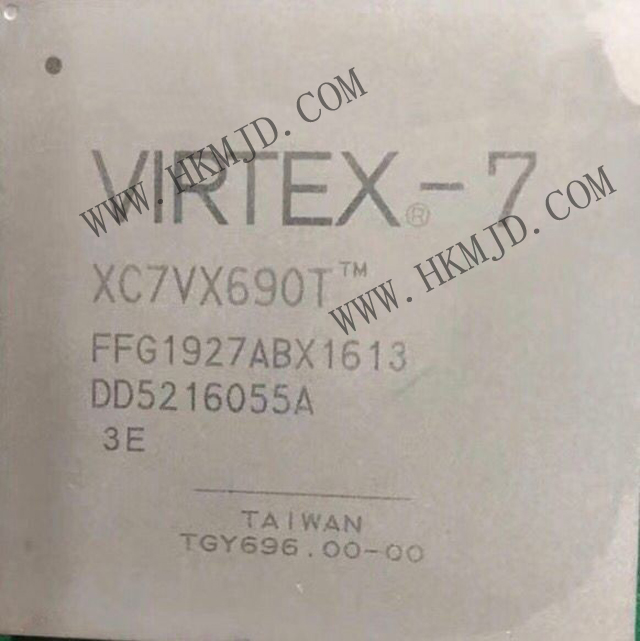 VIRTEX®-7
XC7VX690T™
FFG1927ABX1613
DD5216055A
3E
TAIWAN
TGY696.00-00
WWW.HKMJD.COM
WWW.HKMJD.COM